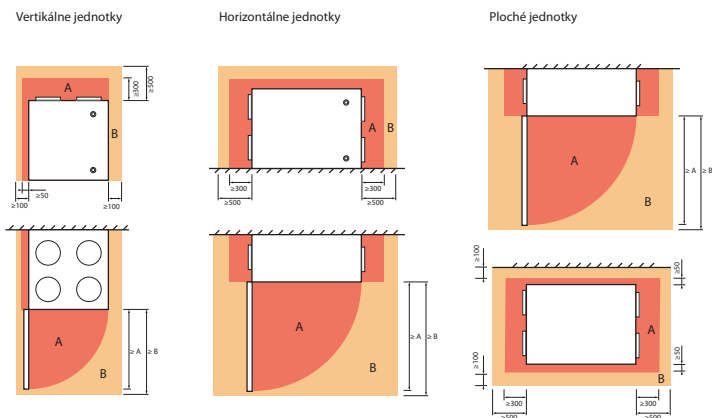 Vertikálne jednotky
Horizontálne jednotky
Ploché jednotky
A
B
≥300
≥500
≥50
≥100
≥100
A
B
≥ A
≥ B
A
B
≥300
≥500
≥300
≥500
A
B
≥ A
≥ B
A
B
≥ A
≥ B
≥100
≥50
A
≥100
≥50
B
≥300
≥500
≥300
≥500